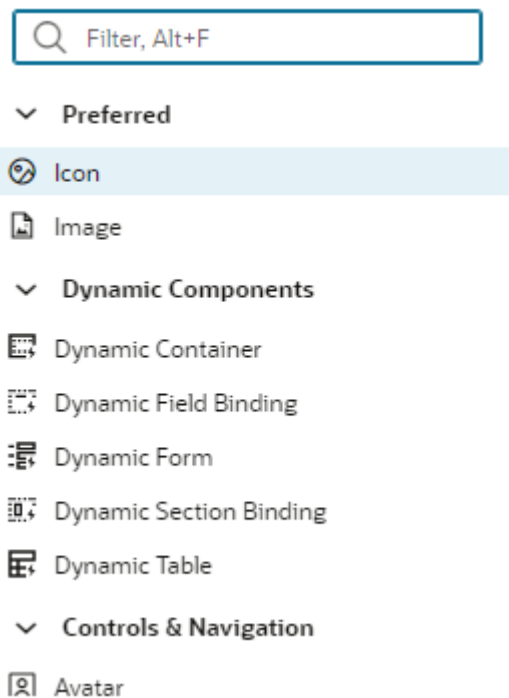 Filter, Alt+F
Preferred
Icon
Image
Dynamic Components
Dynamic Container
Dynamic Field Binding
Dynamic Form
Dynamic Section Binding
Dynamic Table
Controls & Navigation
Avatar